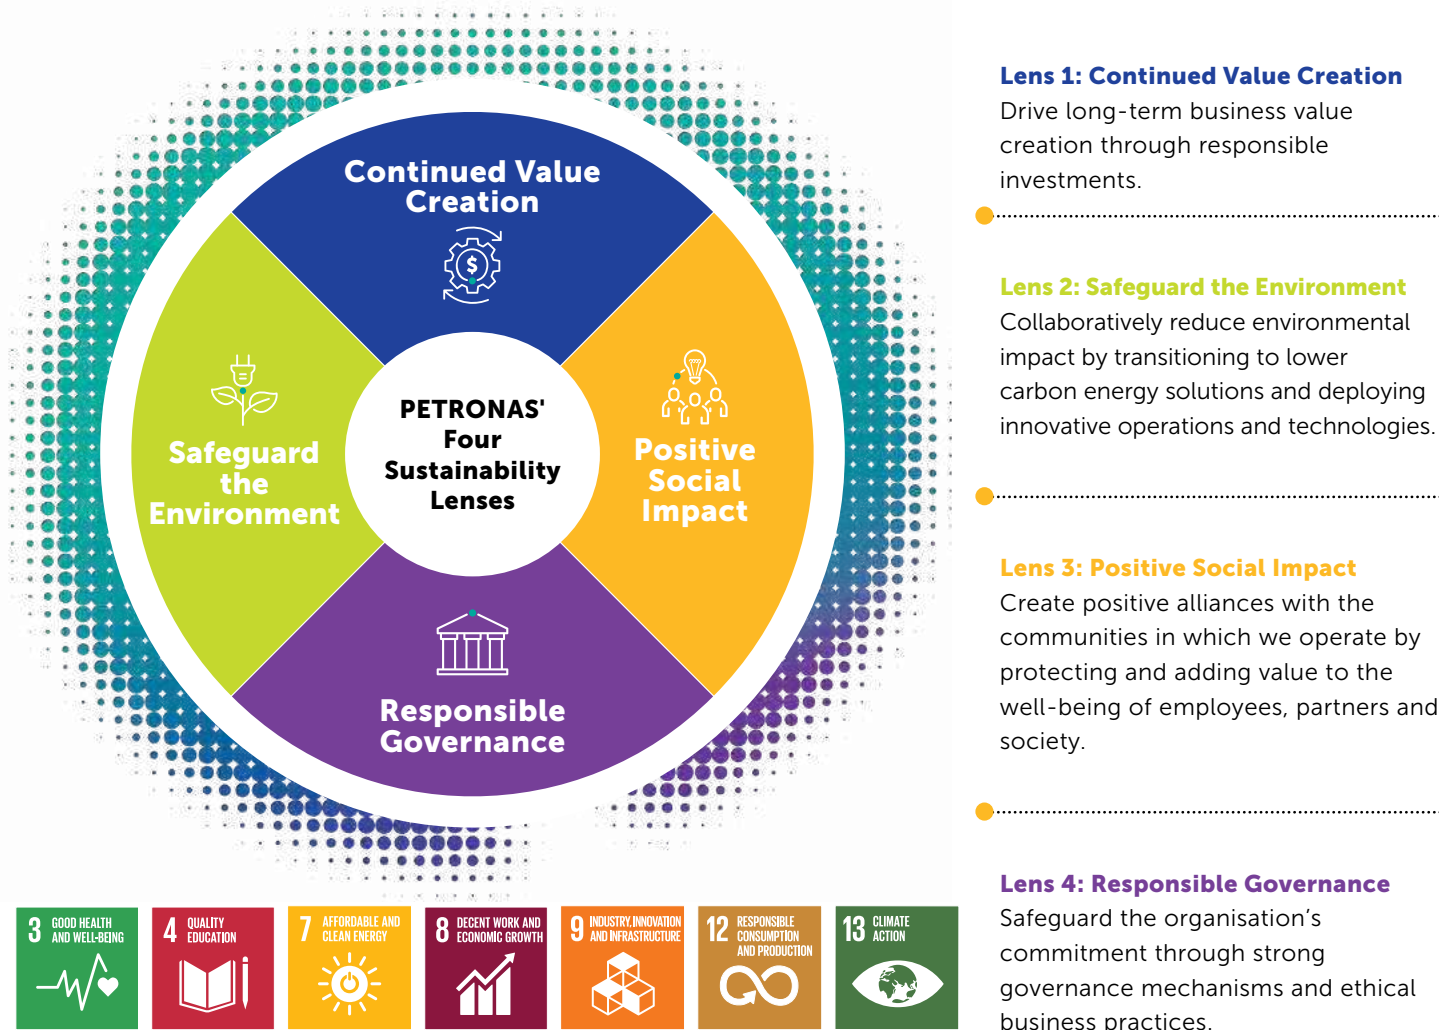 Continued Value
Creation
$
Safeguard
the
Environment
PETRONAS'
Four
Sustainability
Lenses
Positive
Social
Impact
Responsible
Governance
Lens 1: Continued Value Creation
Drive long-term business value
creation through responsible
investments.
Lens 2: Safeguard the Environment
Collaboratively reduce environmental
impact by transitioning to lower
carbon energy solutions and deploying
innovative operations and technologies.
Lens 3: Positive Social Impact
Create positive alliances with the
communities in which we operate by
protecting and adding value to the
well-being of employees, partners and
society.
Lens 4: Responsible Governance
Safeguard the organisation’s
commitment through strong
governance mechanisms and ethical
business practices.
3 GOOD HEALTH
AND WELL-BEING
4 QUALITY
EDUCATION
7 AFFORDABLE AND
CLEAN ENERGY
8 DECENT WORK AND
ECONOMIC GROWTH
9 INDUSTRY, INNOVATION
AND INFRASTRUCTURE
12 RESPONSIBLE
CONSUMPTION
AND PRODUCTION
13 CLIMATE
ACTION